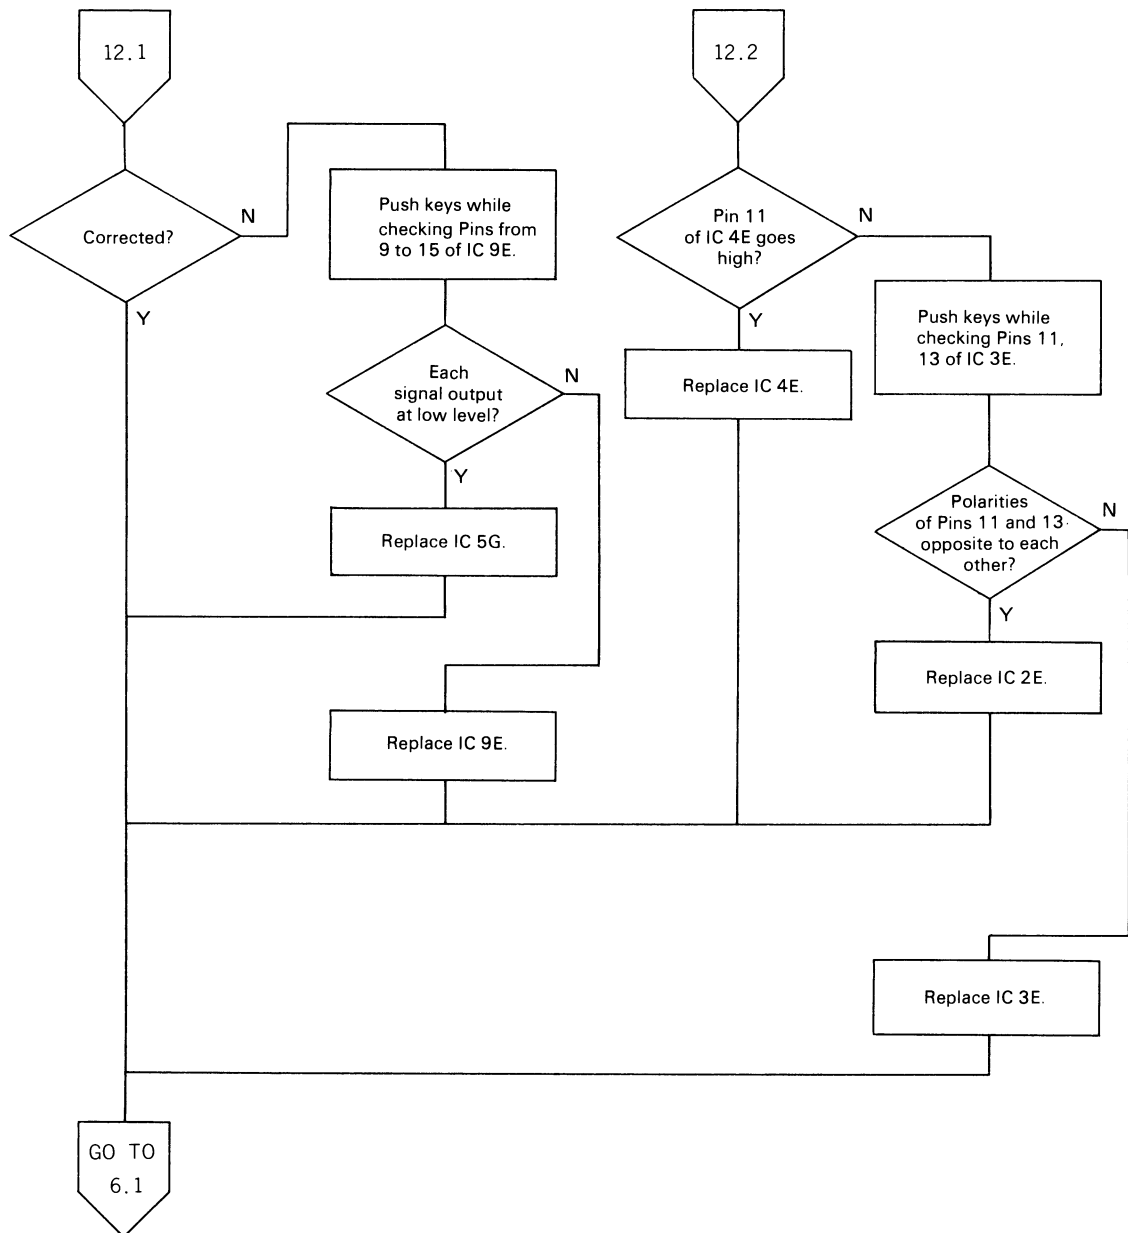 12.1
Corrected?
N
Y
Push keys while
checking Pins from
9 to 15 of IC 9E.
Each
signal output
at low level?
N
Y
Replace IC 5G.
Replace IC 9E.
12.2
Pin 11
of IC 4E goes
high?
N
Y
Replace IC 4E.
Push keys while
checking Pins 11,
13 of IC 3E.
Polarities
of Pins 11 and 13
opposite to each
other?
N
Y
Replace IC 2E.
Replace IC 3E.
GO TO
6.1